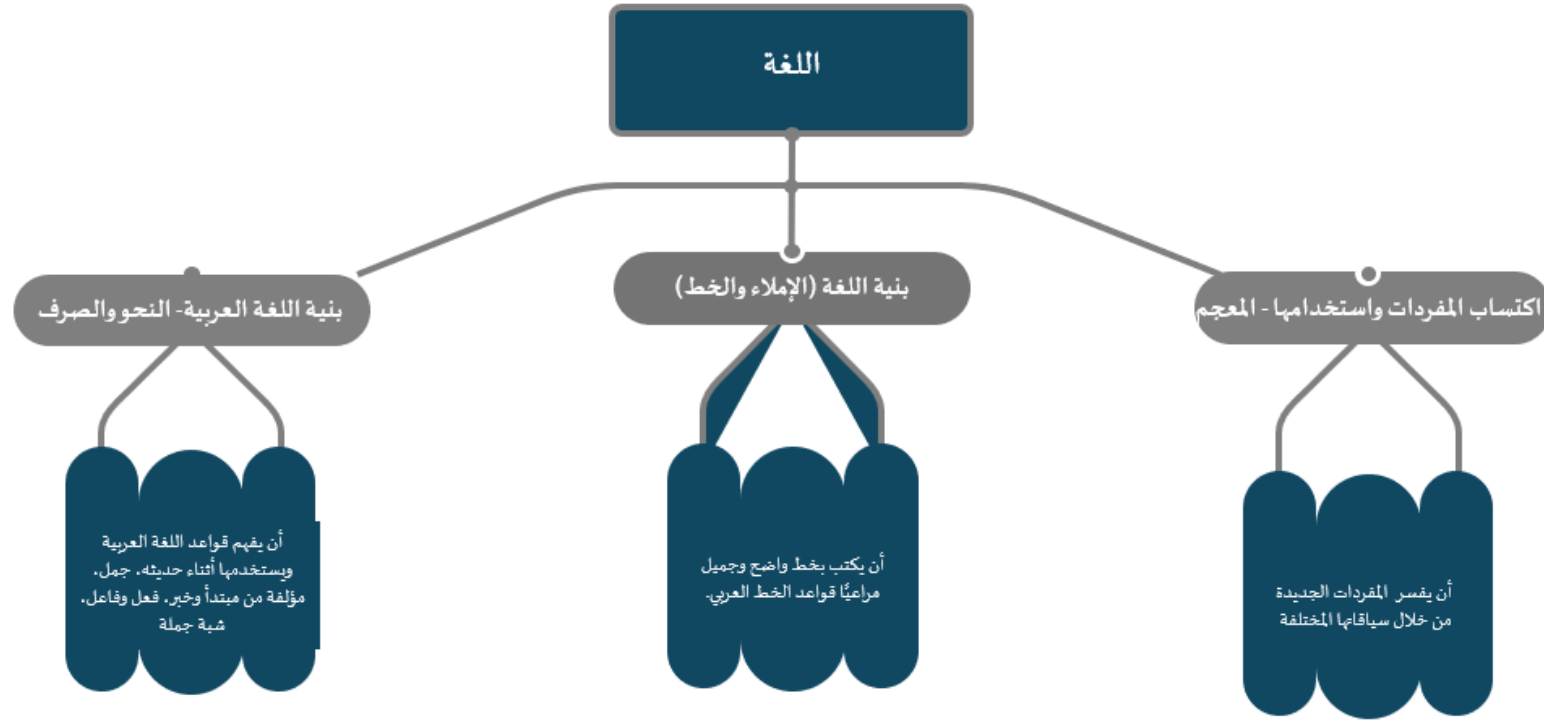 اللغة
اكتساب المفردات واستخدامها - المعجم
بنية اللغة (الإملاء والخط)
بنية اللغة العربية- النحو والصرف
أن يفسر المفردات الجديدة
من خلال سياقاتها المختلفة
أن يكتب بخط واضح وجميل
مراعيًا قواعد الخط العربي.
أن يفهم قواعد اللغة العربية
ويستخدمها أثناء حديثه، جمل،
مؤلفة من مبتدأ وخبر، فعل وفاعل،
شبة جملة